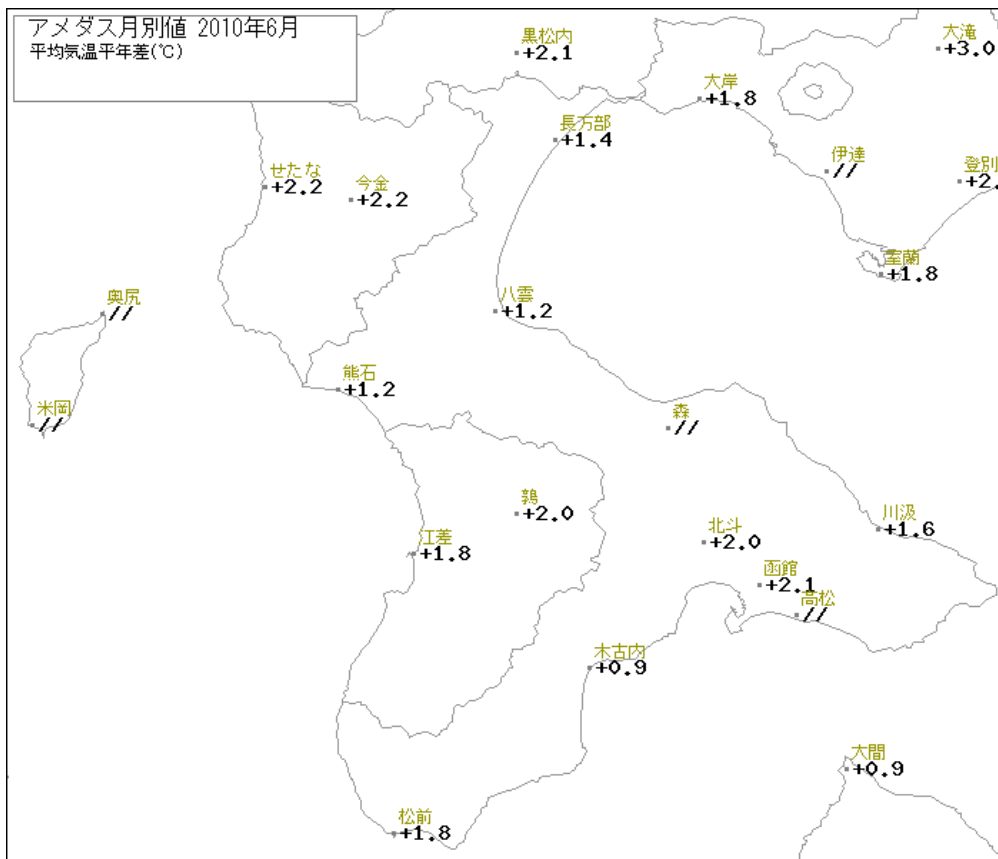 アメダス月別値 2010年6月
平均気温平年差(℃)
黒松内
+2.1
大滝
+3.0
大岸
+1.8
長万部
+1.4
伊達
//
登別
+2.
せたな
+2.2
今金
+2.2
室蘭
+1.8
奥尻
//
八雲
+1.2
熊石
+1.2
米岡
//
森
//
鶉
+2.0
川汲
+1.6
北斗
+2.0
江差
+1.8
函館
+2.1
高松
//
木古内
+0.9
大間
+0.9
松前
+1.8